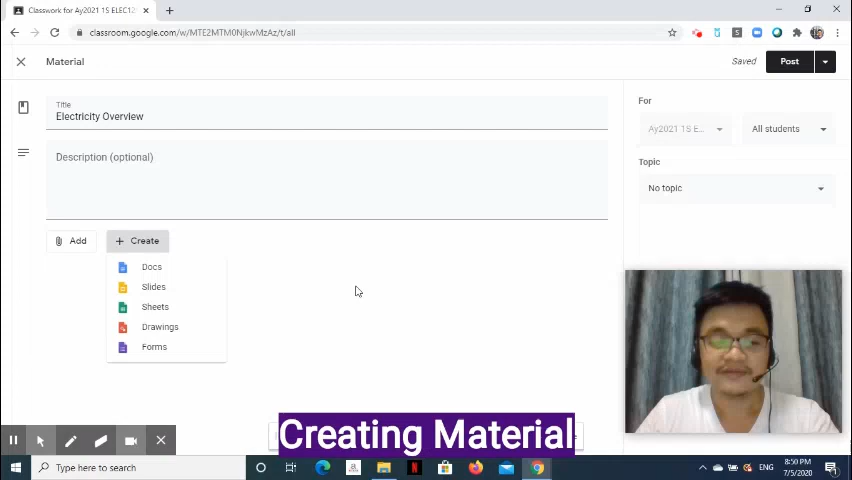 Classwork for Ay2021 1S ELEC12
classroom.google.com/w/MTE2MTM0NjkwMzAz/t/all
Material
Saved
Post
Title
Electricity Overview
Description (optional)
Add
Create
Docs
Slides
Sheets
Drawings
Forms
For
Ay2021 1S E...
All students
Topic
No topic
Creating Material
Type here to search
ENG
8:50 PM
7/5/2020